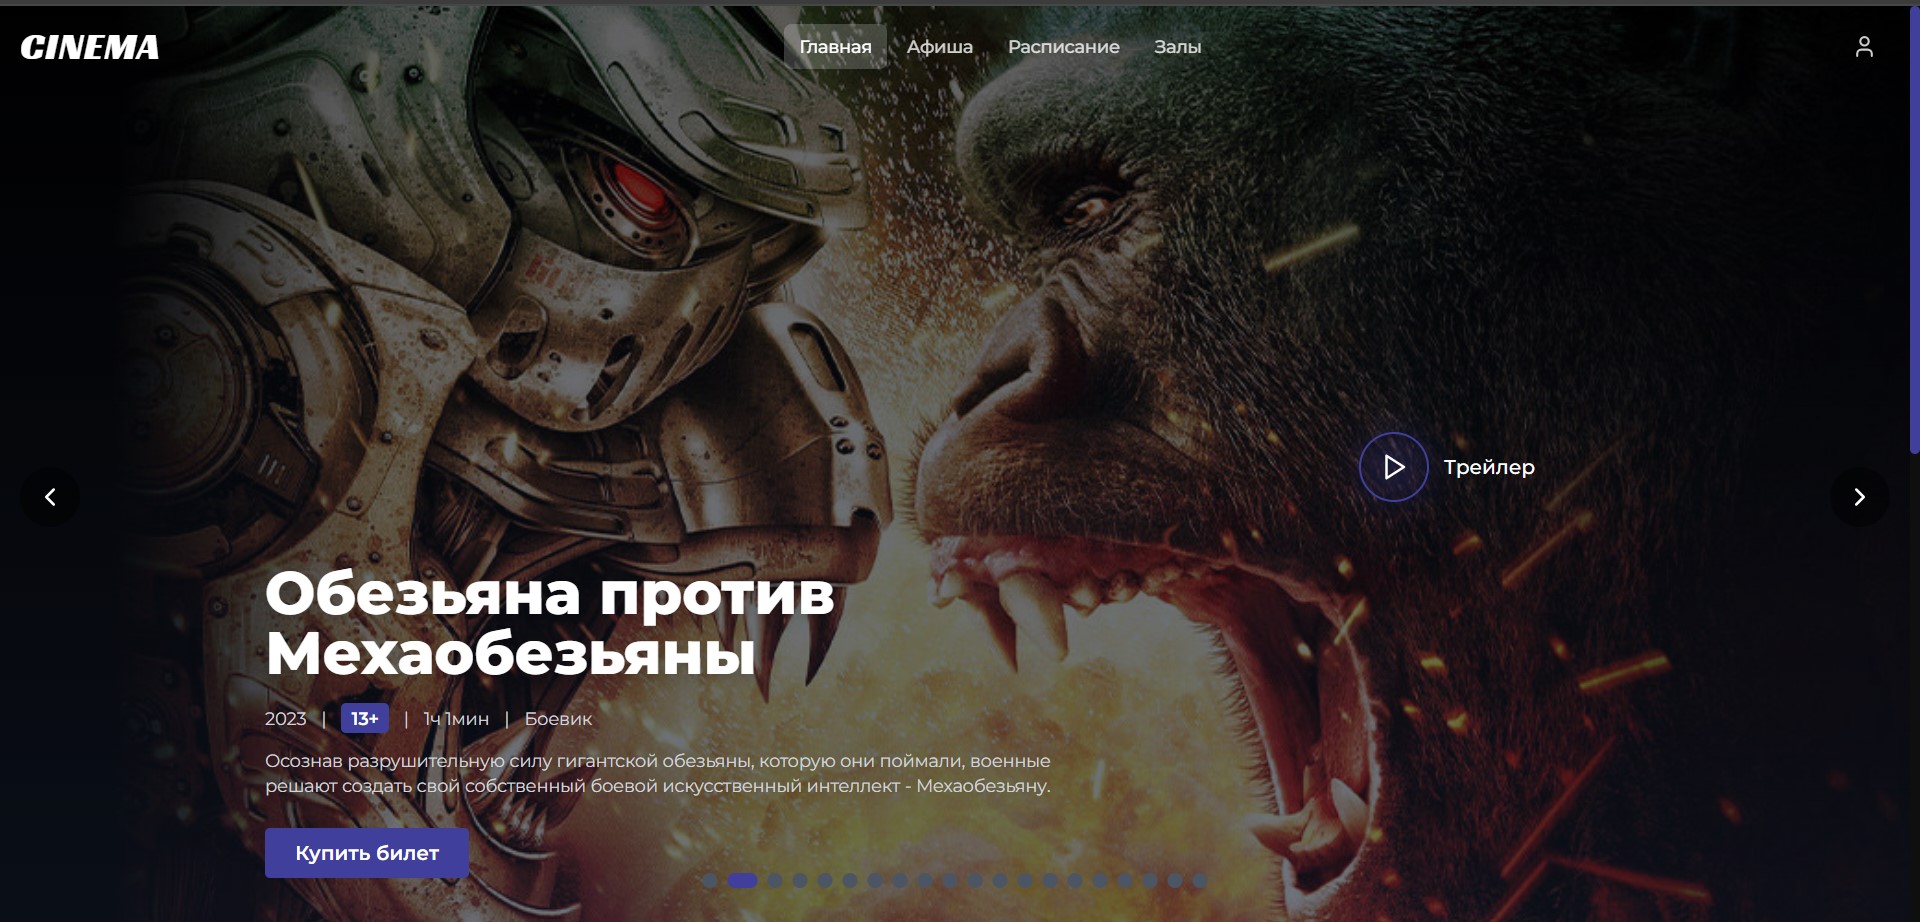 CINEMA
Главная
Афиша
Расписание
Залы
Трейлер
Обезьяна против
Мехаобезьяны
2023 | 13+ | 1ч 1мин | Боевик
Осознав разрушительную силу гигантской обезьяны, которую они поймали, военные
решают создать свой собственный боевой искусственный интеллект - Мехаобезьяну.
Купить билет